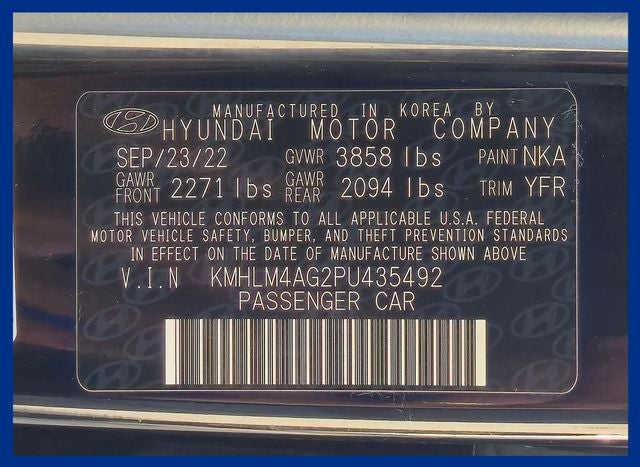 MANUFACTURED IN KOREA BY
HYUNDAI MOTOR COMPANY
SEP/23/22 GVWR 3858 lbs PAINT NKA
GAWR FRONT 2271 lbs GAWR REAR 2094 lbs TRIM YFR
THIS VEHICLE CONFORMS TO ALL APPLICABLE U.S.A. FEDERAL
MOTOR VEHICLE SAFETY, BUMPER, AND THEFT PREVENTION STANDARDS
IN EFFECT ON THE DATE OF MANUFACTURE SHOWN ABOVE
V.I.N KMHLM4AG2PU435492
PASSENGER CAR